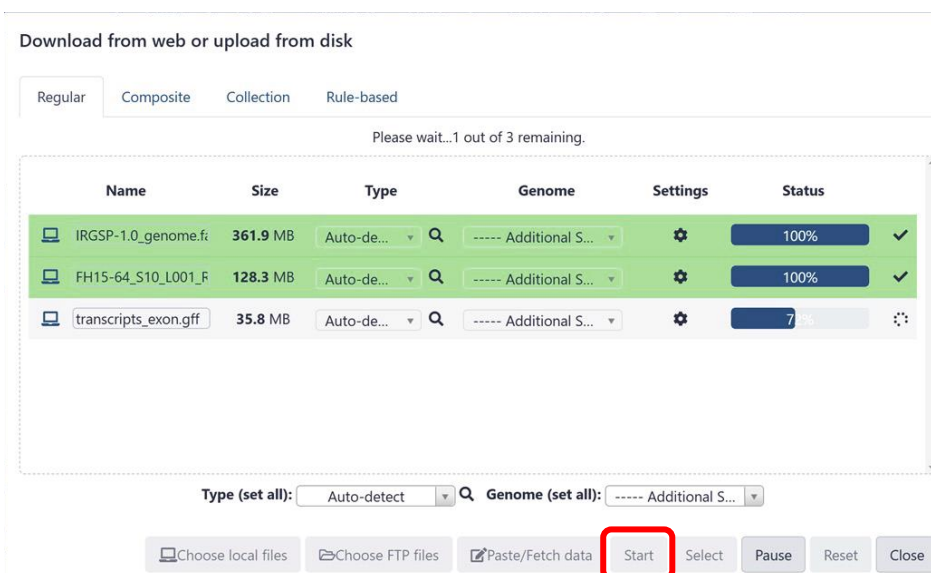 Download from web or upload from disk
Regular Composite Collection Rule-based
Please wait...1 out of 3 remaining.
Name Size Type Genome Settings Status
IRGSP-1.0_genome.fa 361.9 MB Auto-de... ----- Additional S... 100%
FH15-64_S10_L001_R 128.3 MB Auto-de... ----- Additional S... 100%
transcripts_exon.gff 35.8 MB Auto-de... ----- Additional S...
Type (set all): Auto-detect Genome (set all): ----- Additional S...
Choose local files Choose FTP files Paste/Fetch data Start Select Pause Reset Close